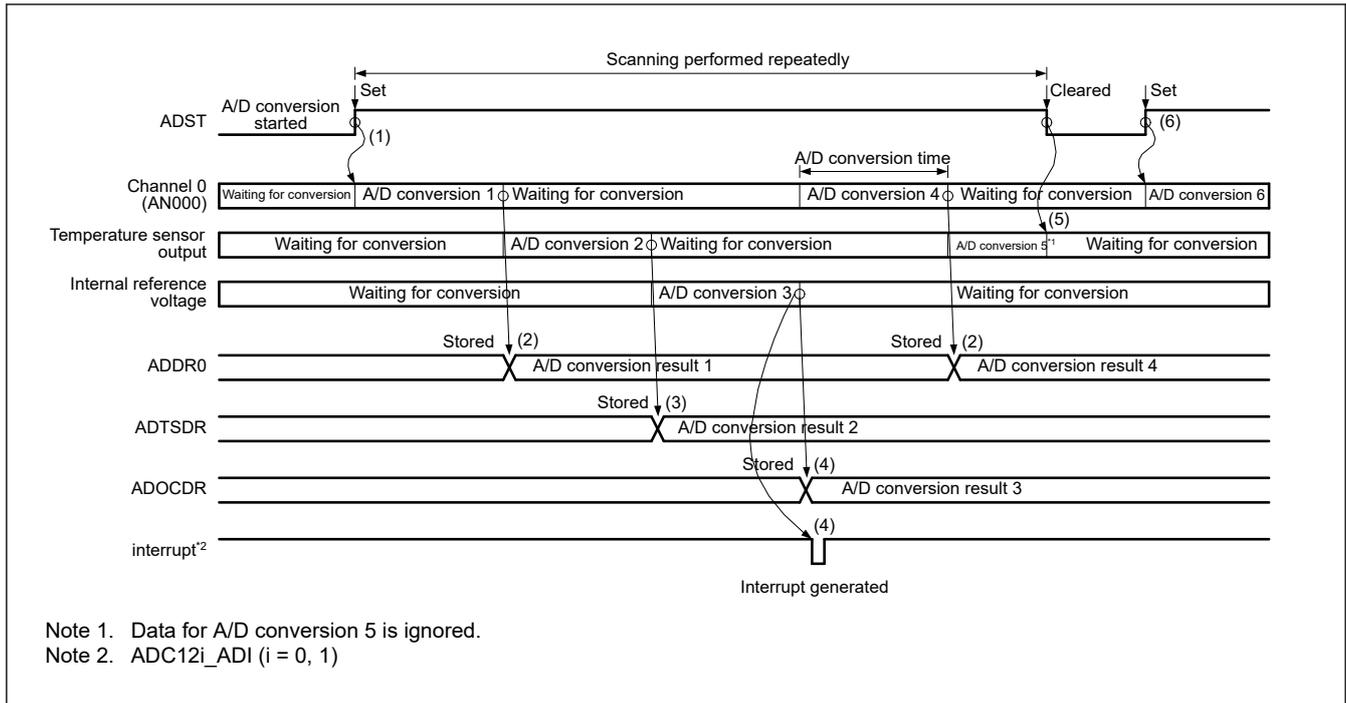 Scanning performed repeatedly
Set
Cleared
Set
ADST
A/D conversion
started
(1)
(6)
A/D conversion time
Channel 0
(AN000)
Waiting for conversion
A/D conversion 1
Waiting for conversion
A/D conversion 4
Waiting for conversion
A/D conversion 6
(5)
Temperature sensor
output
Waiting for conversion
A/D conversion 2
Waiting for conversion
A/D conversion 5*1
Waiting for conversion
Internal reference
voltage
Waiting for conversion
A/D conversion 3
Waiting for conversion
Stored
(2)
Stored
(2)
ADDR0
A/D conversion result 1
A/D conversion result 4
Stored
(3)
ADTSDR
A/D conversion result 2
Stored
(4)
ADOCDR
A/D conversion result 3
(4)
interrupt*2
Interrupt generated
Note 1. Data for A/D conversion 5 is ignored.
Note 2. ADC12i_ADI (i = 0, 1)